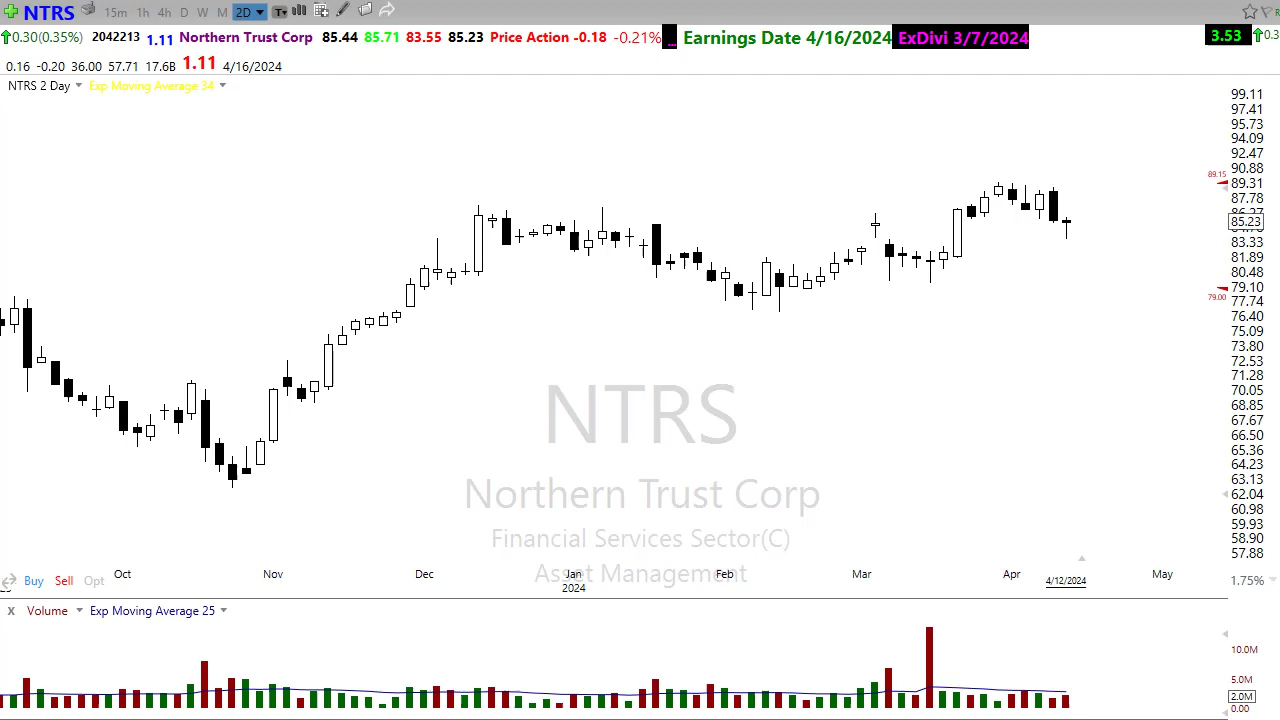 NTRS 15m 1h 4h D W M 2D
0.30(0.35%) 2042213 1.11 Northern Trust Corp 85.44 85.71 83.55 85.23 Price Action -0.18 -0.21% Earnings Date 4/16/2024 ExDivi 3/7/2024 3.53 0.3
0.16 -0.20 36.00 57.71 17.6B 1.11 4/16/2024
NTRS 2 Day Exp Moving Average 34
99.11
97.41
95.73
94.09
92.47
90.88
89.15
89.31
87.78
85.23
83.33
81.89
80.48
79.10
79.00
77.74
76.40
75.09
73.80
72.53
71.28
70.05
68.85
67.67
66.50
65.36
64.23
63.13
62.04
60.98
59.93
58.90
57.88
NTRS
Northern Trust Corp
Financial Services Sector(C)
Asset Management
Buy Sell Opt
Oct Nov Dec Jan Feb Mar Apr 4/12/2024 May 1.75%
2024
X Volume Exp Moving Average 25
10.0M
5.0M
2.0M
0.00